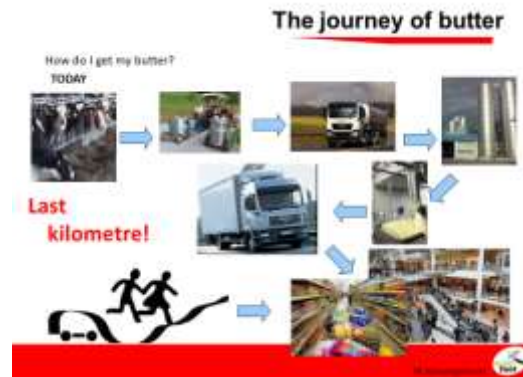 The journey of butter
How do I get my butter?
TODAY
Last
kilometre!